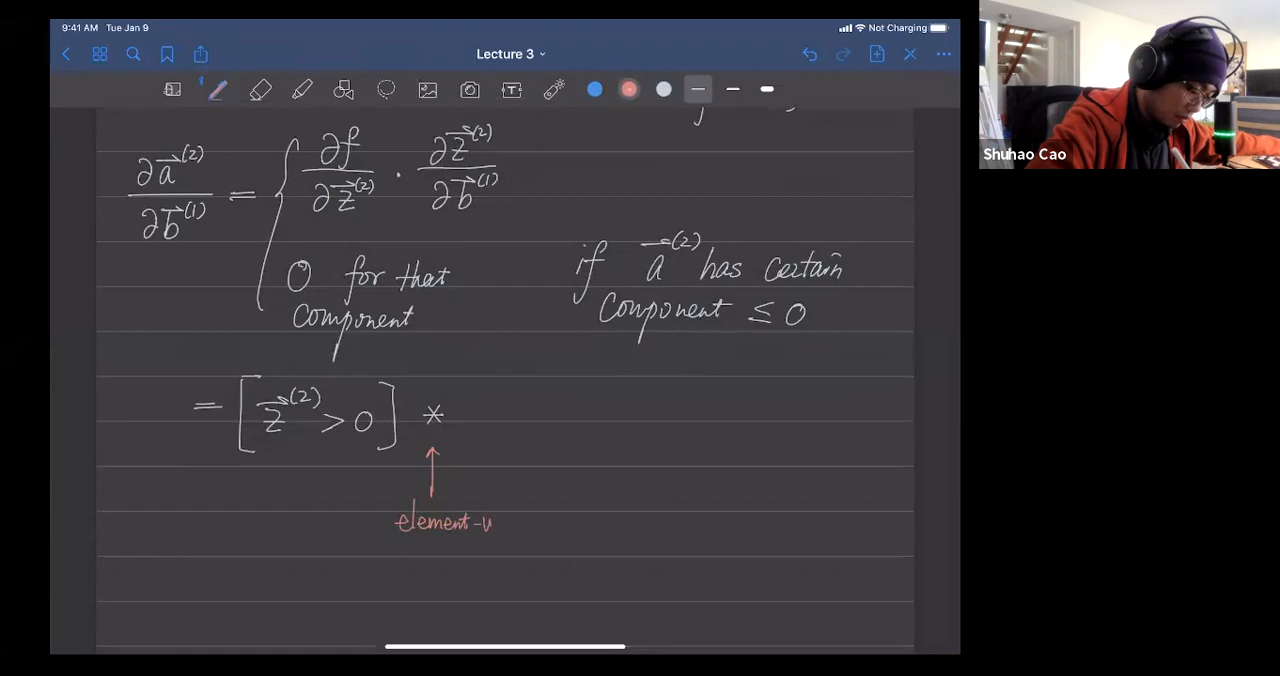 9:41 AM Tue Jan 9
Not Charging
Lecture 3
Shuhao Cao
∂a⃗⁽²⁾/∂b⃗⁽¹⁾ = { ∂f/∂z⃗⁽²⁾ · ∂z⃗⁽²⁾/∂b⃗⁽¹⁾
0 for that component
if a⃗⁽²⁾ has certain
component ≤ 0
= [z⃗⁽²⁾ > 0] *
element-w